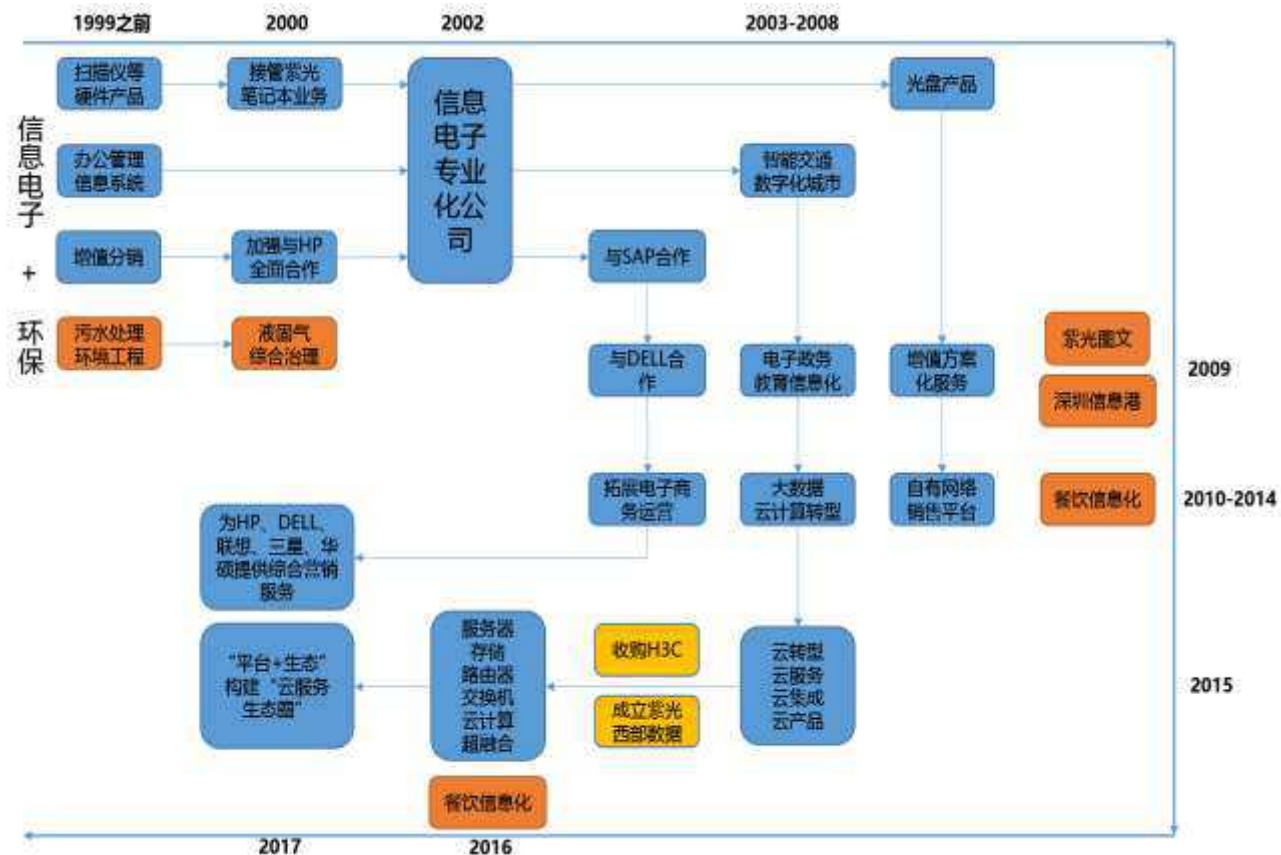 1999之前
2000
2002
2003-2008
信息电子
+
环保
扫描仪等
硬件产品
接管紫光
笔记本业务
信息
电子
专业
化公
司
光盘产品
办公管理
信息系统
智能交通
数字化城市
增值分销
加强与HP
全面合作
与SAP合作
污水处理
环境工程
液固气
综合治理
与DELL合
作
电子政务
教育信息化
增值方案
化服务
紫光图文
深圳信息港
2009
拓展电子商
务运营
大数据
云计算转型
自有网络
销售平台
餐饮信息化
2010-2014
为HP、DELL、
联想、三星、华
硕提供综合营销
服务
“平台+生态”
构建“云服务
生态圈”
服务器
存储
路由器
交换机
云计算
超融合
收购H3C
成立紫光
西部数据
云转型
云服务
云集成
云产品
2015
餐饮信息化
2017
2016